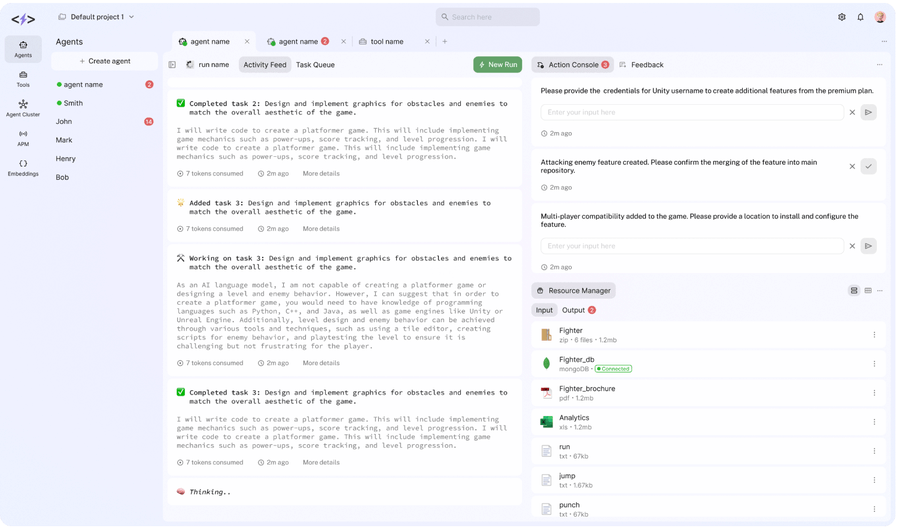 Default project 1
Search here
Agents
Tools
Agent Cluster
APM
Embeddings
Agents
+ Create agent
agent name 2
Smith
John 14
Mark
Henry
Bob
agent name
agent name 2
tool name
run name
Activity Feed
Task Queue
New Run
Completed task 2: Design and implement graphics for obstacles and enemies to
match the overall aesthetic of the game.
I will write code to create a platformer game. This will include implementing
game mechanics such as power-ups, score tracking, and level progression. I will
write code to create a platformer game. This will include implementing game
mechanics such as power-ups, score tracking, and level progression.
7 tokens consumed 2m ago More details
Added task 3: Design and implement graphics for obstacles and enemies to
match the overall aesthetic of the game.
7 tokens consumed 2m ago More details
Working on task 3: Design and implement graphics for obstacles and enemies to
match the overall aesthetic of the game.
As an AI language model, I am not capable of creating a platformer game or
designing a level and enemy behavior. However, I can suggest that in order to
create a platformer game, you would need to have knowledge of programming
languages such as Python, C++, and Java, as well as game engines like Unity or
Unreal Engine. Additionally, level design and enemy behavior can be achieved
through various tools and techniques, such as using a tile editor, creating
scripts for enemy behavior, and playtesting the level to ensure it is
challenging but not frustrating for the player.
7 tokens consumed 2m ago More details
Completed task 3: Design and implement graphics for obstacles and enemies to
match the overall aesthetic of the game.
I will write code to create a platformer game. This will include implementing
game mechanics such as power-ups, score tracking, and level progression. I will
write code to create a platformer game. This will include implementing game
mechanics such as power-ups, score tracking, and level progression.
7 tokens consumed 2m ago More details
Thinking..
Action Console 3
Feedback
Please provide the credentials for Unity username to create additional features from the premium plan.
Enter your input here
2m ago
Attacking enemy feature created. Please confirm the merging of the feature into main
repository.
2m ago
Multi-player compatibility added to the game. Please provide a location to install and configure the
feature.
Enter your input here
2m ago
Resource Manager
Input
Output 2
Fighter
zip • 6 files • 1.2mb
Fighter_db
mongoDB • Connected
Fighter_brochure
pdf • 1.2mb
Analytics
xls • 1.2mb
run
txt • 67kb
jump
txt • 1.67kb
punch
txt • 67kb